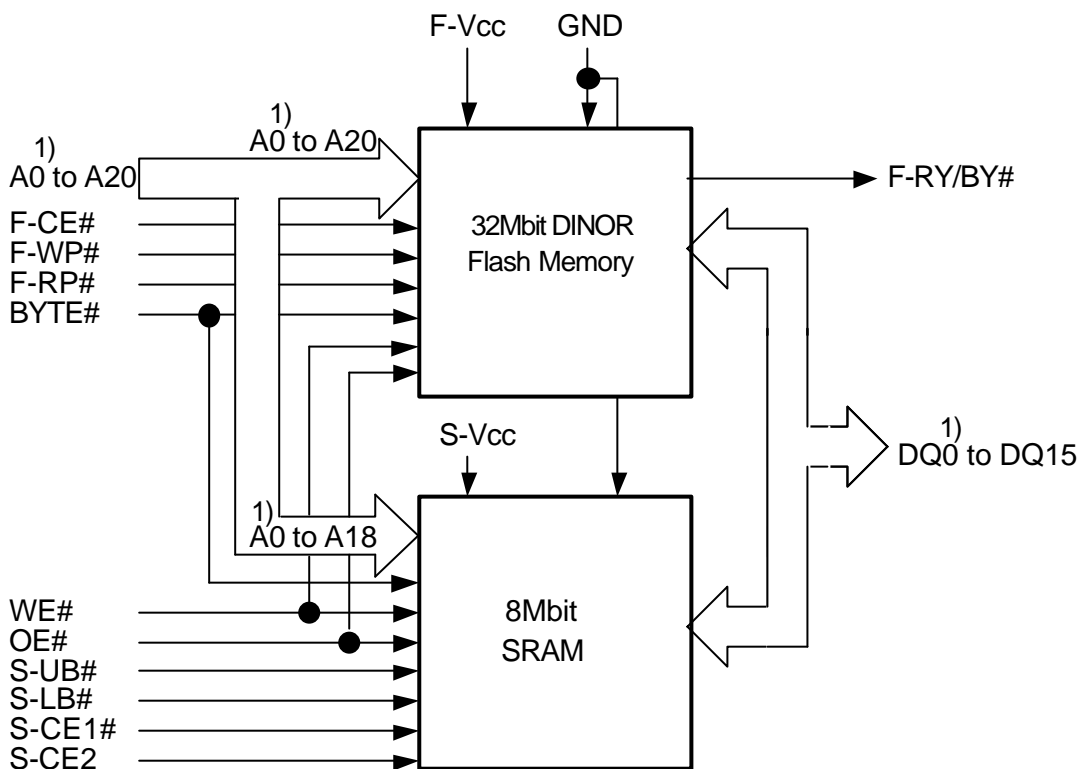 F-Vcc
GND
1)
A0 to A20
1)
A0 to A20
F-CE#
F-WP#
F-RP#
BYTE#
32Mbit DINOR
Flash Memory
F-RY/BY#
S-Vcc
1)
DQ0 to DQ15
1)
A0 to A18
WE#
OE#
S-UB#
S-LB#
S-CE1#
S-CE2
8Mbit
SRAM